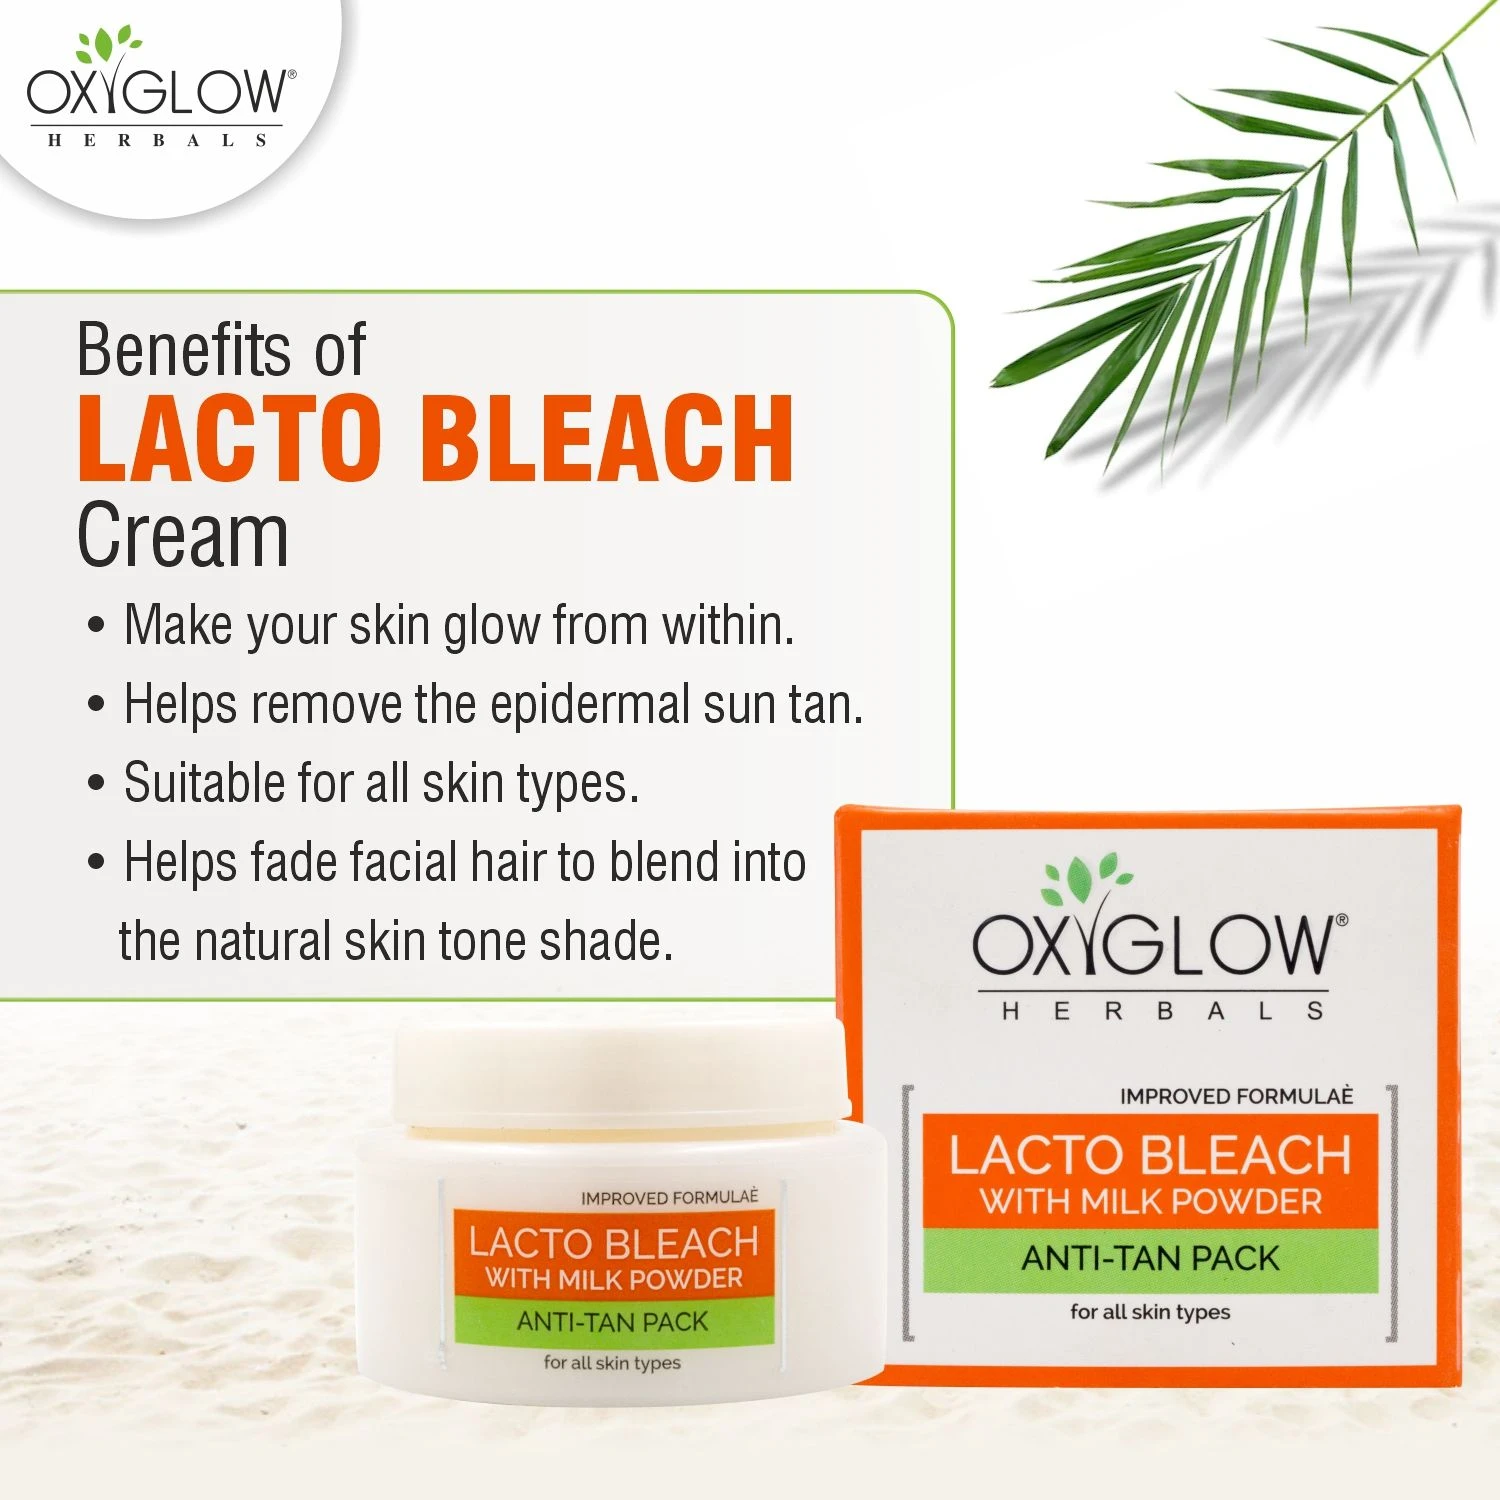 OXYGLOW®
HERBALS
Benefits of
LACTO BLEACH
Cream
• Make your skin glow from within.
• Helps remove the epidermal sun tan.
• Suitable for all skin types.
• Helps fade facial hair to blend into
the natural skin tone shade.
OXYGLOW®
HERBALS
IMPROVED FORMULAÈ
LACTO BLEACH
WITH MILK POWDER
ANTI-TAN PACK
for all skin types
IMPROVED FORMULAÈ
LACTO BLEACH
WITH MILK POWDER
ANTI-TAN PACK
for all skin types